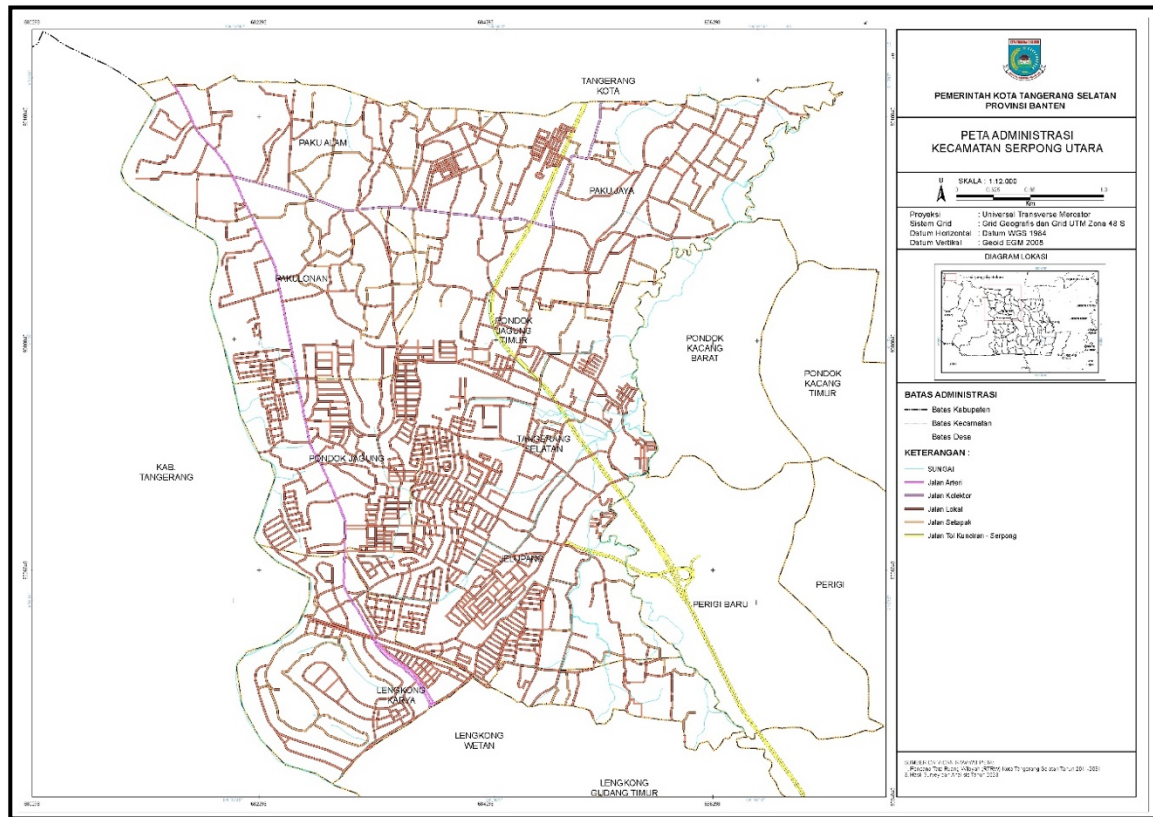 TANGERANG
KOTA
PAKU ALAM
PAKU JAYA
PAKULONAN
PONDOK
JAGUNG
TIMUR
PONDOK
KACANG
BARAT
PONDOK
KACANG
TIMUR
KAB.
TANGERANG
PONDOK JAGUNG
TANGERANG
SELATAN
JELUPANG
PERIGI BARU
PERIGI
LENGKONG
KARYA
LENGKONG
WETAN
LENGKONG
GUDANG TIMUR
PEMERINTAH KOTA TANGERANG SELATAN
PROVINSI BANTEN
PETA ADMINISTRASI
KECAMATAN SERPONG UTARA
U
SKALA : 1:12.000
Km
Proyeksi : Universal Transverse Mercator
Sistem Grid : Grid Geografis dan Grid UTM Zona 48 S
Datum Horizontal : Datum WGS 1984
Datum Vertikal : Geoid EGM 2008
DIAGRAM LOKASI
BATAS ADMINISTRASI
Batas Kabupaten
Batas Kecamatan
Batas Desa
KETERANGAN :
SUNGAI
Jalan Arteri
Jalan Kolektor
Jalan Lokal
Jalan Setapak
Jalan Tol Kunciran - Serpong